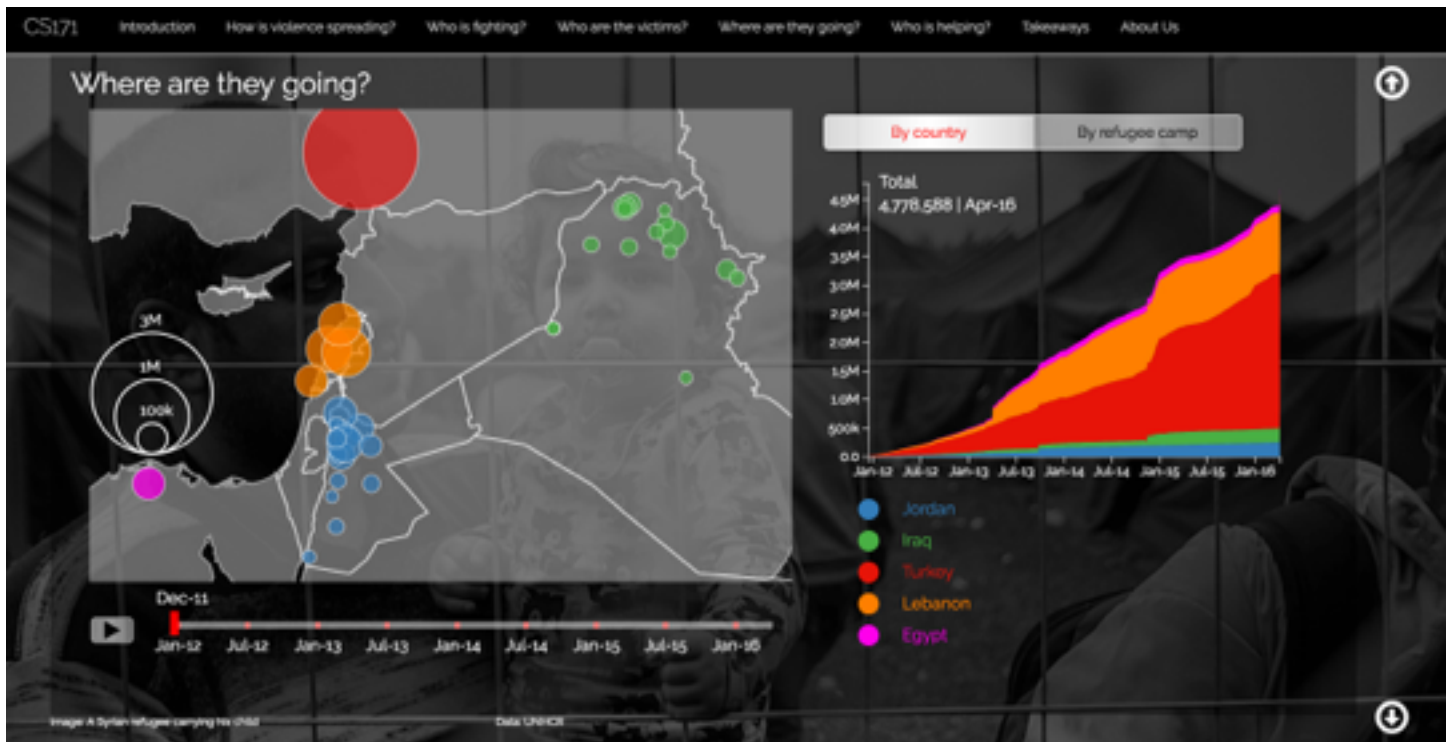 CS171 Introduction How is violence spreading? Who is fighting? Who are the victims? Where are they going? Who is helping? Takeeways About Us
Where are they going?
By country By refugee camp
Total
4,778,588 | Apr-16
4.5M
4.0M
3.5M
3.0M
2.5M
2.0M
1.5M
1.0M
500k
0.0
Jan-12 Jul-12 Jan-13 Jul-13 Jan-14 Jul-14 Jan-15 Jul-15 Jan-16
3M
1M
100k
Jordan
Iraq
Turkey
Lebanon
Egypt
Dec-11
Jan-12 Jul-12 Jan-13 Jul-13 Jan-14 Jul-14 Jan-15 Jul-15 Jan-16
Image: A Syrian refugee carrying his child Data: UNHCR